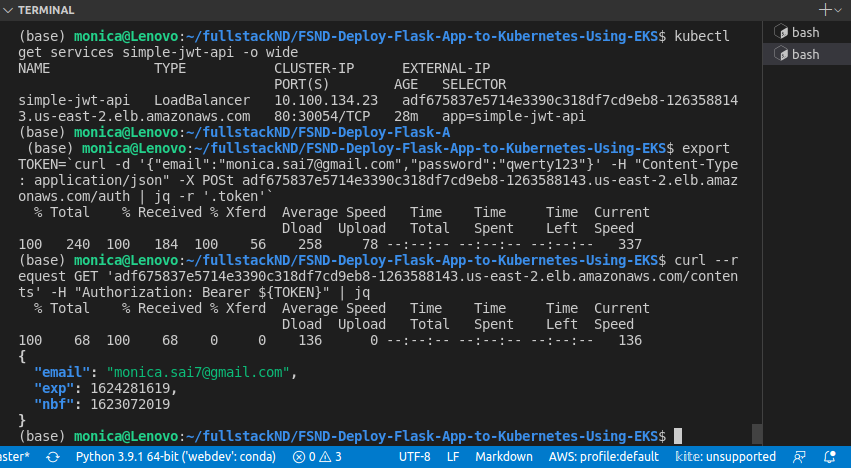 TERMINAL
(base) monica@Lenovo:~/fullstackND/FSND-Deploy-Flask-App-to-Kubernetes-Using-EKS$ kubectl
get services simple-jwt-api -o wide
NAME TYPE CLUSTER-IP EXTERNAL-IP
PORT(S) AGE SELECTOR
simple-jwt-api LoadBalancer 10.100.134.23 adf675837e5714e3390c318df7cd9eb8-126358814
3.us-east-2.elb.amazonaws.com 80:30054/TCP 28m app=simple-jwt-api
(base) monica@Lenovo:~/fullstackND/FSND-Deploy-Flask-A
(base) monica@Lenovo:~/fullstackND/FSND-Deploy-Flask-App-to-Kubernetes-Using-EKS$ export
TOKEN=`curl -d '{"email":"monica.sai7@gmail.com","password":"qwerty123"}' -H "Content-Type
: application/json" -X POSt adf675837e5714e3390c318df7cd9eb8-1263588143.us-east-2.elb.amaz
onaws.com/auth | jq -r '.token'`
% Total % Received % Xferd Average Speed Time Time Time Current
Dload Upload Total Spent Left Speed
100 240 100 184 100 56 258 78 --:--:-- --:--:-- --:--:-- 337
(base) monica@Lenovo:~/fullstackND/FSND-Deploy-Flask-App-to-Kubernetes-Using-EKS$ curl --r
equest GET 'adf675837e5714e3390c318df7cd9eb8-1263588143.us-east-2.elb.amazonaws.com/conten
ts' -H "Authorization: Bearer ${TOKEN}" | jq
% Total % Received % Xferd Average Speed Time Time Time Current
Dload Upload Total Spent Left Speed
100 68 100 68 0 0 136 0 --:--:-- --:--:-- --:--:-- 136
{
"email": "monica.sai7@gmail.com",
"exp": 1624281619,
"nbf": 1623072019
}
(base) monica@Lenovo:~/fullstackND/FSND-Deploy-Flask-App-to-Kubernetes-Using-EKS$
bash
bash
aster* Python 3.9.1 64-bit ('webdev': conda) 0 3 UTF-8 LF Markdown AWS: profile:default kite: unsupported